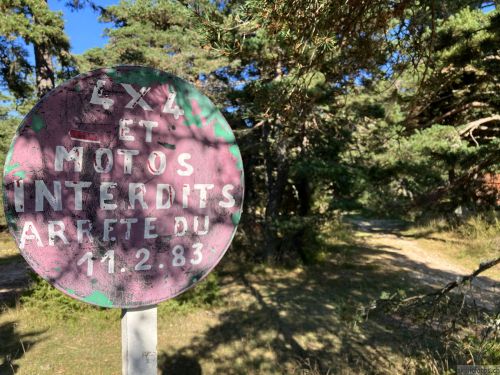 4X4
ET
MOTOS
INTERDITS
ARRETE DU
11.2.83